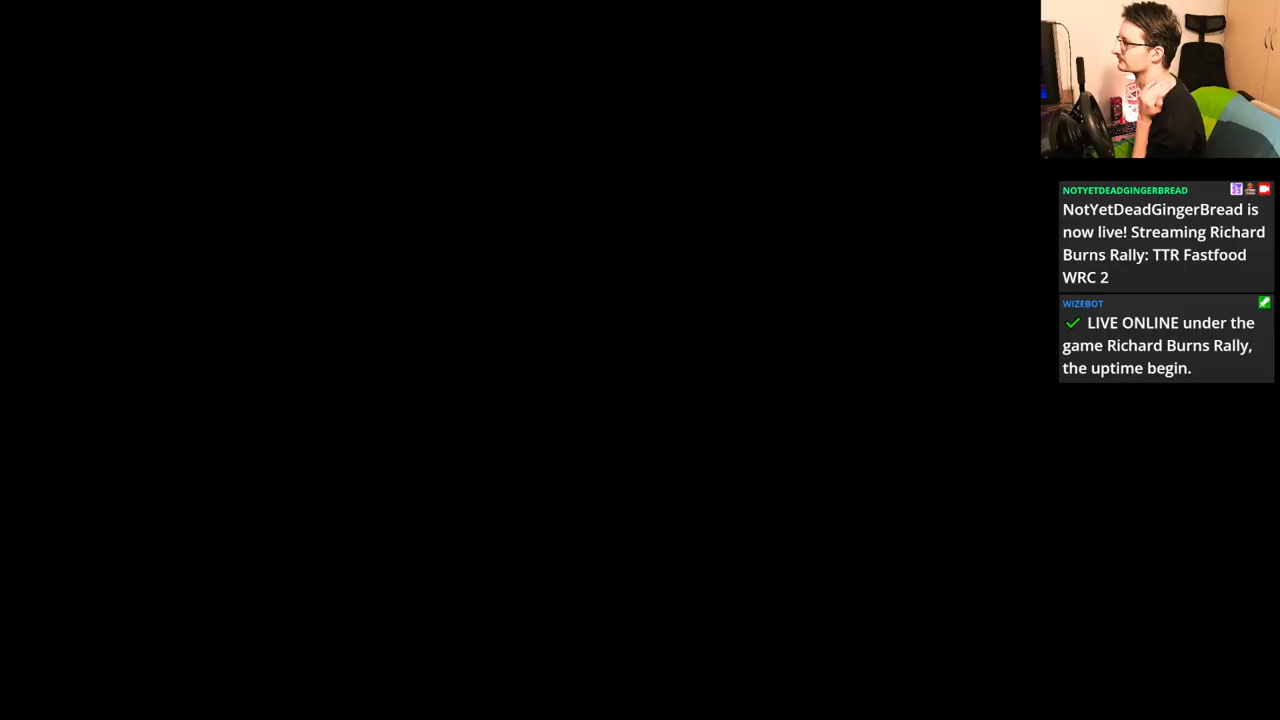 NOTYETDEADGINGERBREAD
NotYetDeadGingerBread is
now live! Streaming Richard
Burns Rally: TTR Fastfood
WRC 2
WIZEBOT
LIVE ONLINE under the
game Richard Burns Rally,
the uptime begin.